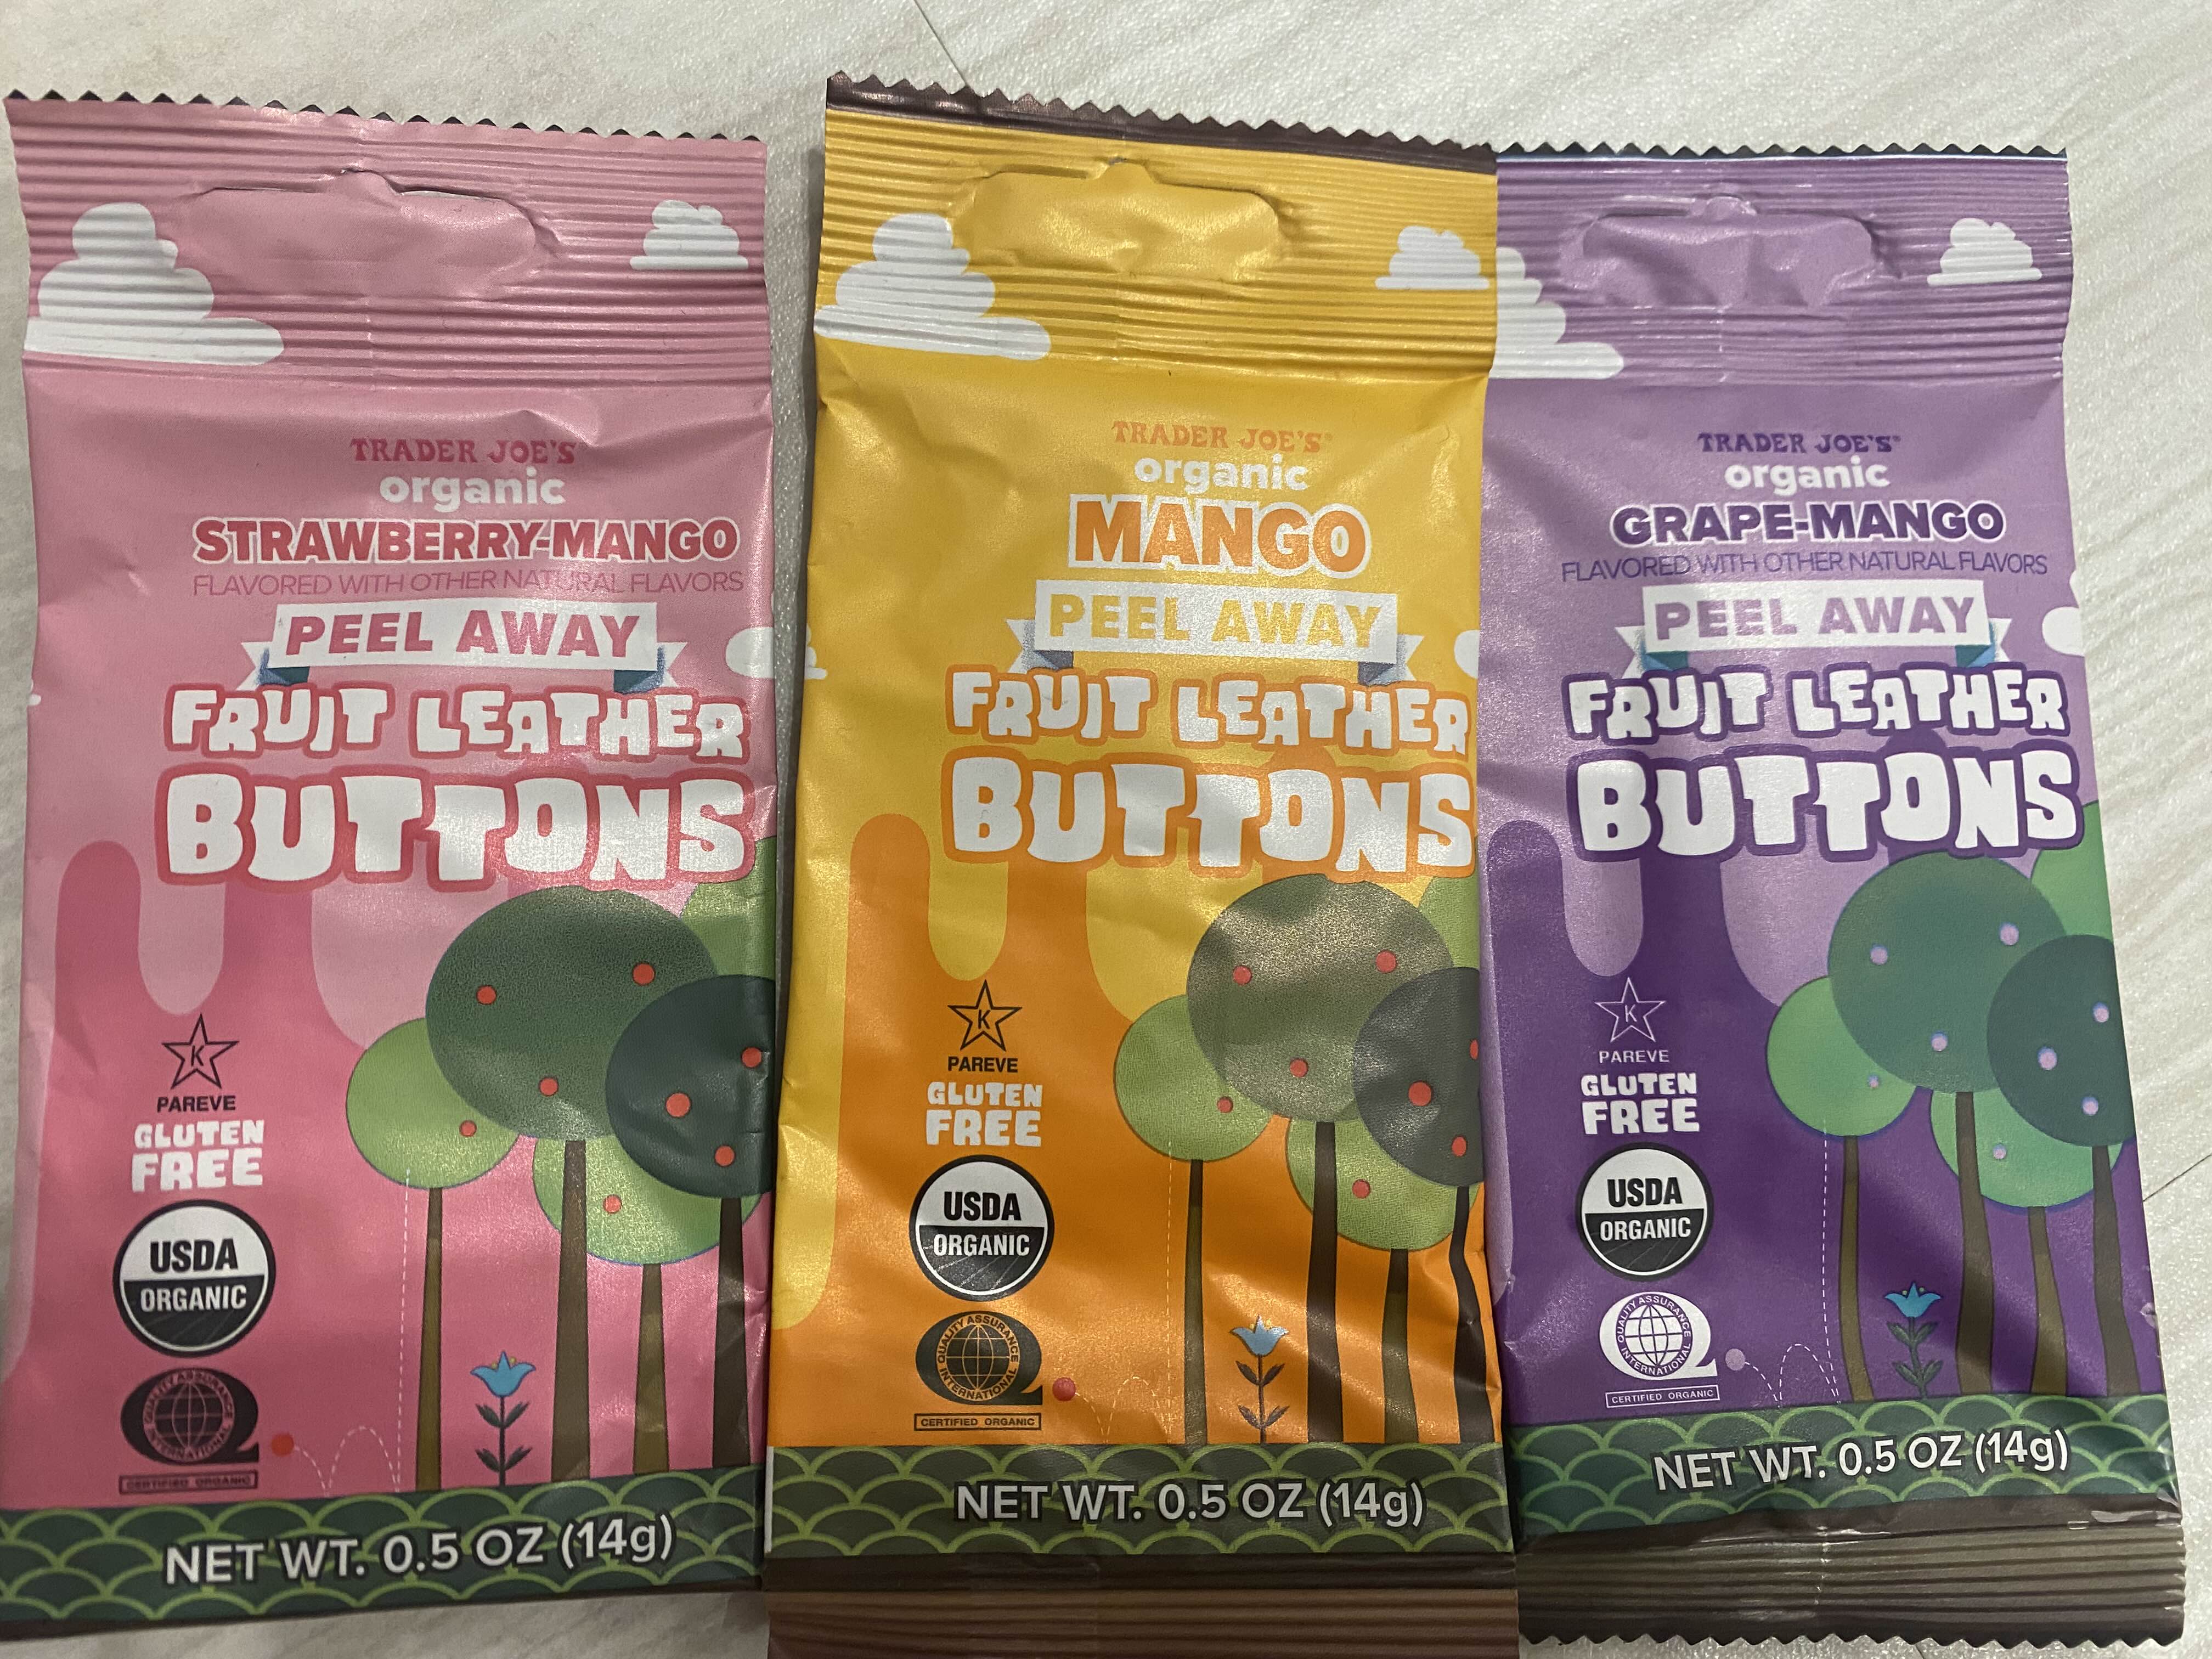 TRADER JOE'S
organic
STRAWBERRY-MANGO
FLAVORED WITH OTHER NATURAL FLAVORS
PEEL AWAY
FRUIT LEATHER
BUTTONS
K
PAREVE
GLUTEN
FREE
USDA
ORGANIC
QUALITY ASSURANCE
INTERNATIONAL
CERTIFIED ORGANIC
NET WT. 0.5 OZ (14g)
TRADER JOE'S®
organic
MANGO
PEEL AWAY
FRUIT LEATHER
BUTTONS
K
PAREVE
GLUTEN
FREE
USDA
ORGANIC
QUALITY ASSURANCE
INTERNATIONAL
CERTIFIED ORGANIC
NET WT. 0.5 OZ (14g)
TRADER JOE'S®
organic
GRAPE-MANGO
FLAVORED WITH OTHER NATURAL FLAVORS
PEEL AWAY
FRUIT LEATHER
BUTTONS
K
PAREVE
GLUTEN
FREE
USDA
ORGANIC
QUALITY ASSURANCE
INTERNATIONAL
CERTIFIED ORGANIC
NET WT. 0.5 OZ (14g)